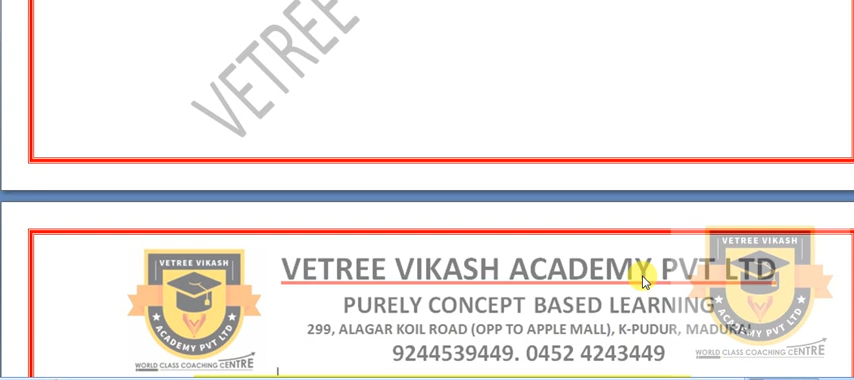 VETREE
VETREE VIKASH
ACADEMY PVT LTD
WORLD CLASS COACHING CENTRE
VETREE VIKASH ACADEMY PVT LTD
PURELY CONCEPT BASED LEARNING
299, ALAGAR KOIL ROAD (OPP TO APPLE MALL), K-PUDUR, MADURAI
9244539449. 0452 4243449
VETREE VIKASH
ACADEMY PVT LTD
WORLD CLASS COACHING CENTRE